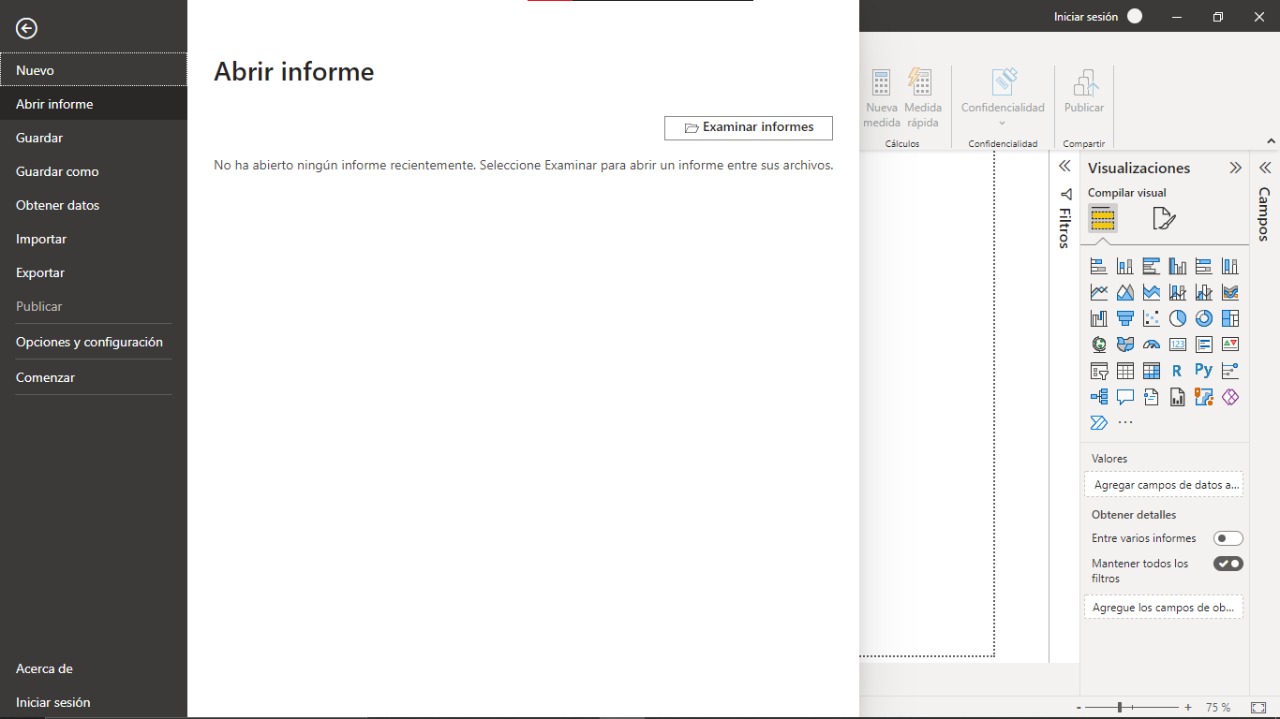 Iniciar sesión
Nuevo
Abrir informe
Guardar
Guardar como
Obtener datos
Importar
Exportar
Publicar
Opciones y configuración
Comenzar
Acerca de
Iniciar sesión
Abrir informe
Examinar informes
No ha abierto ningún informe recientemente. Seleccione Examinar para abrir un informe entre sus archivos.
Nueva medida
Medida rápida
Cálculos
Confidencialidad
Confidencialidad
Publicar
Compartir
Filtros
Visualizaciones
Compilar visual
123
R
Py
Valores
Agregar campos de datos a...
Obtener detalles
Entre varios informes
Mantener todos los
filtros
Agregue los campos de ob...
Campos
- + 75 %